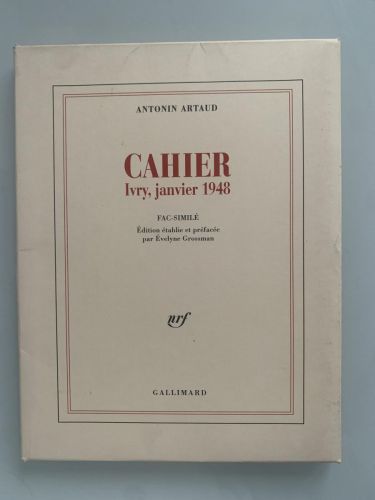 ANTONIN ARTAUD
CAHIER
Ivry, janvier 1948
FAC-SIMILÉ
Édition établie et préfacée
par Évelyne Grossman
nrf
GALLIMARD